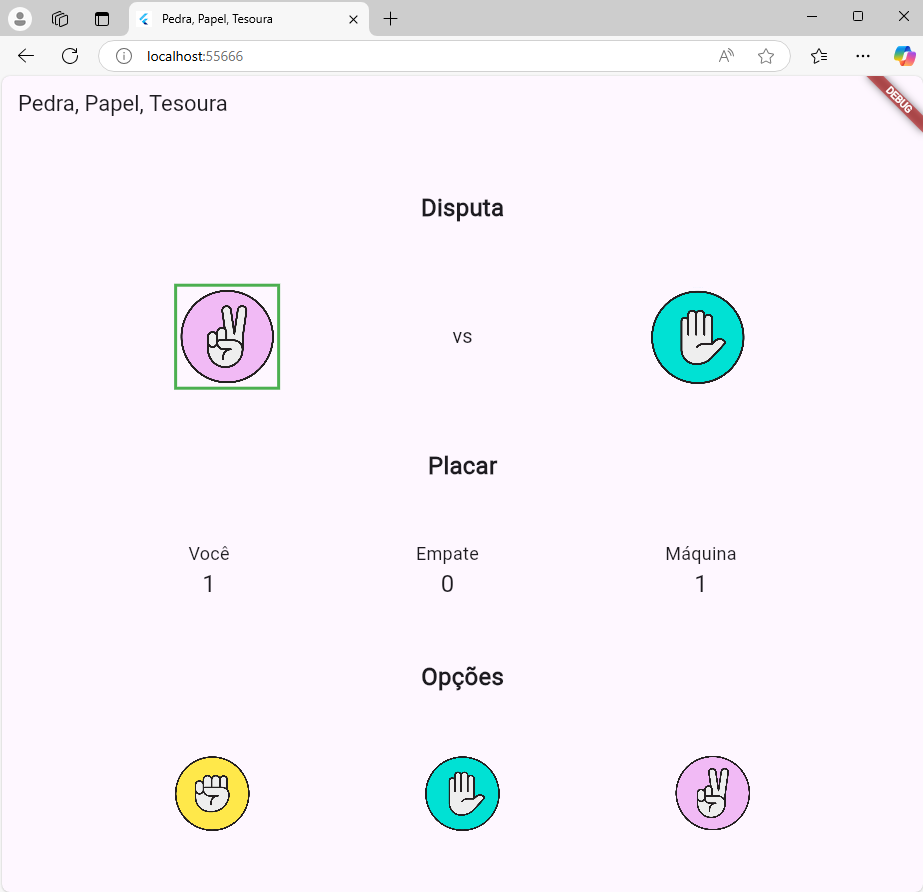 Pedra, Papel, Tesoura
localhost:55666
Pedra, Papel, Tesoura
DEBUG
Disputa
vs
Placar
Você Empate Máquina
1 0 1
Opções